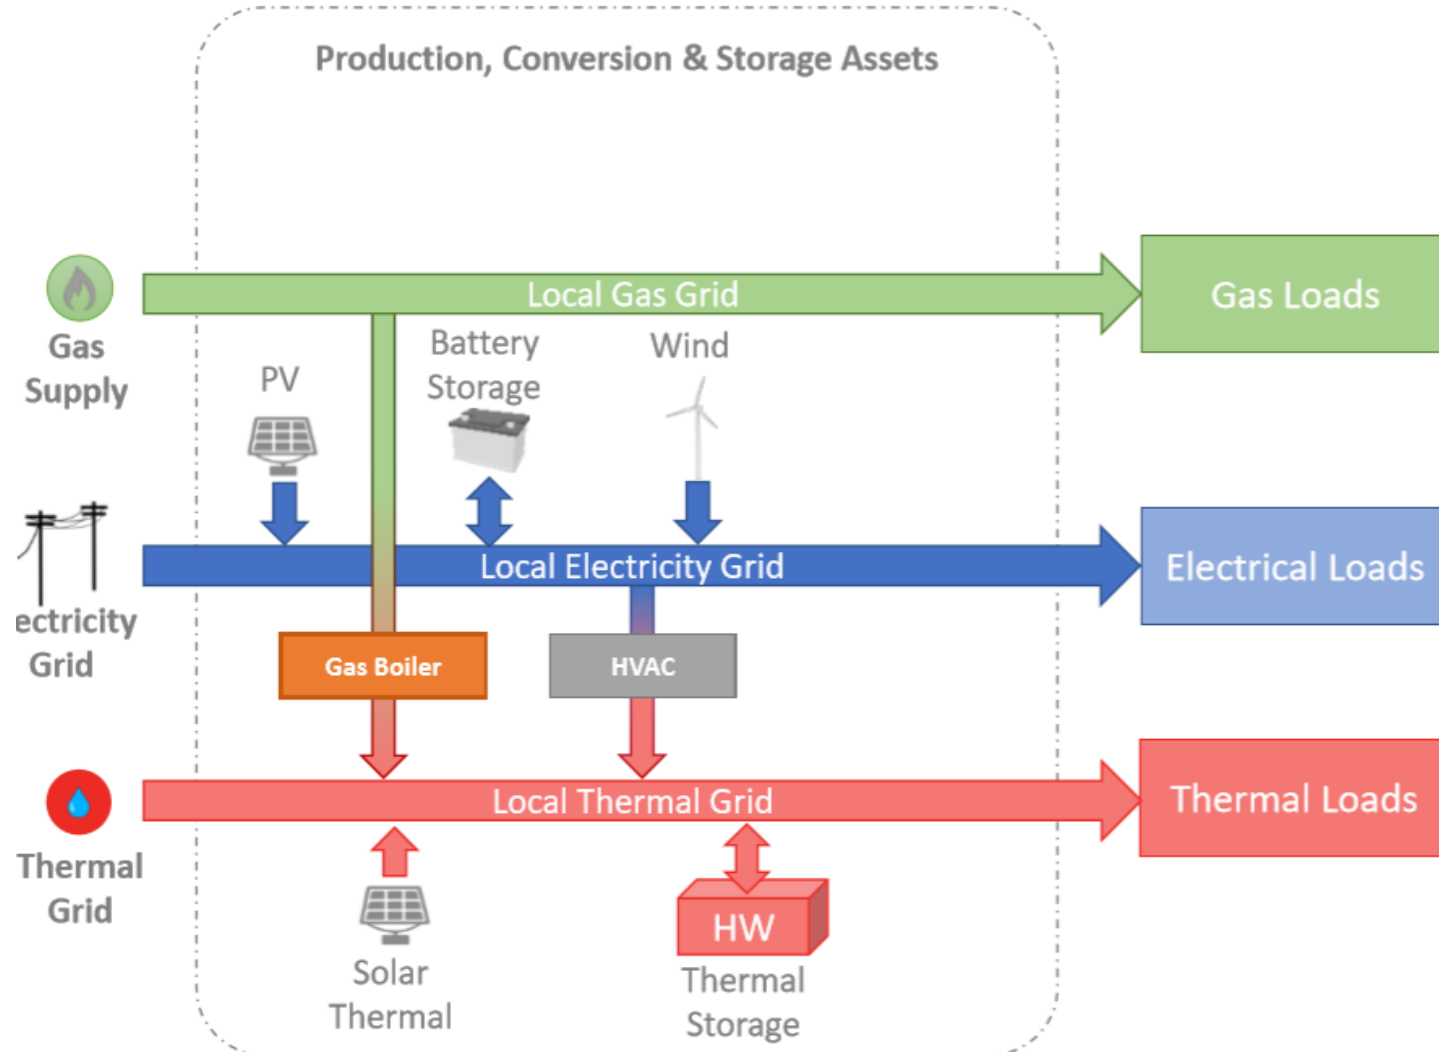 Production, Conversion & Storage Assets
Local Gas Grid
Gas Loads
Gas
Supply
PV
Battery
Storage
Wind
Local Electricity Grid
Electrical Loads
ectricity
Grid
Gas Boiler
HVAC
Local Thermal Grid
Thermal Loads
Thermal
Grid
Solar
Thermal
HW
Thermal
Storage